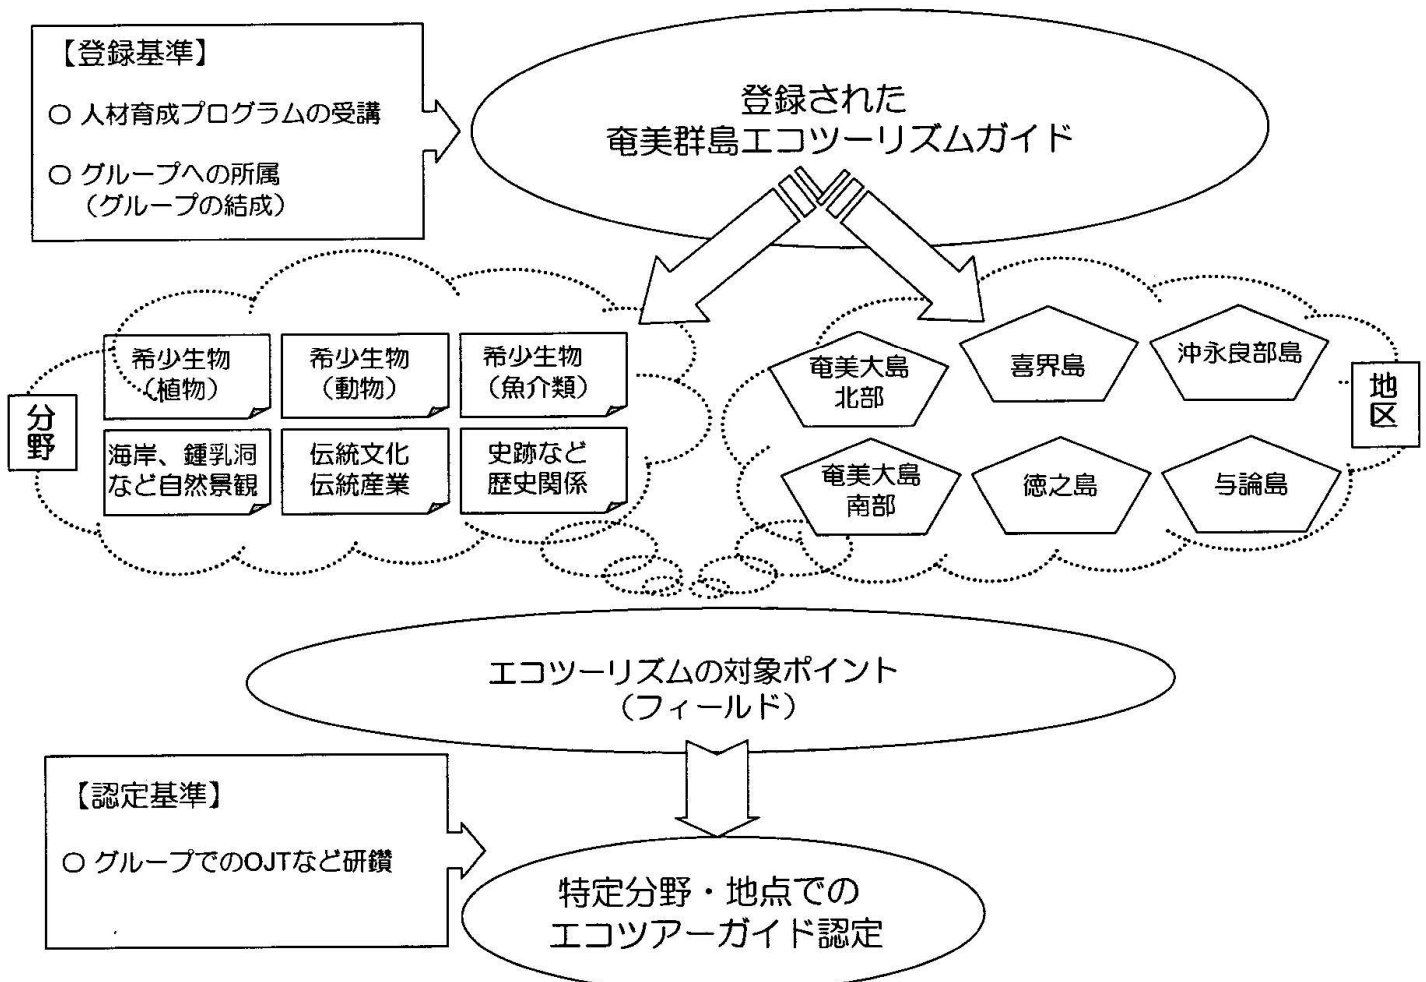 【登録基準】
○ 人材育成プログラムの受講
○ グループへの所属
(グループの結成)
登録された
奄美群島エコツーリズムガイド
分野
希少生物
(植物)
希少生物
(動物)
希少生物
(魚介類)
海岸、鍾乳洞
など自然景観
伝統文化
伝統産業
史跡など
歴史関係
奄美大島
北部
喜界島
沖永良部島
奄美大島
南部
徳之島
与論島
地区
エコツーリズムの対象ポイント
(フィールド)
【認定基準】
○ グループでのOJTなど研鑽
特定分野・地点での
エコツアーガイド認定